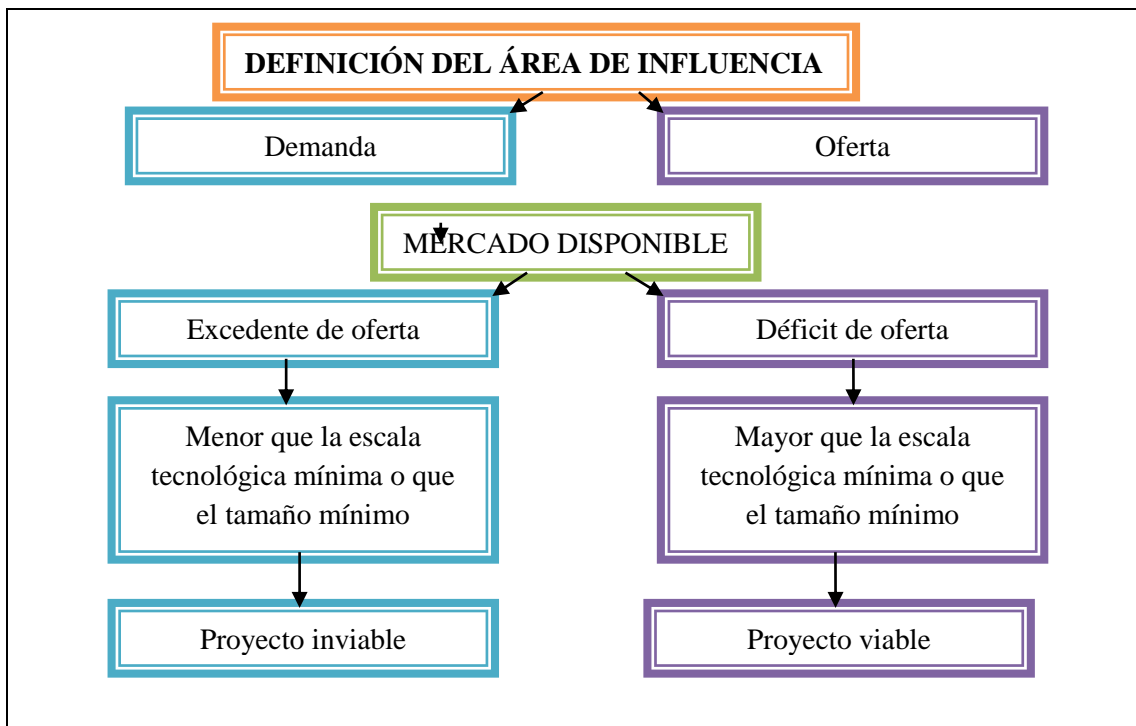 DEFINICIÓN DEL ÁREA DE INFLUENCIA
Demanda
Oferta
MERCADO DISPONIBLE
Excedente de oferta
Déficit de oferta
Menor que la escala
tecnológica mínima o que
el tamaño mínimo
Mayor que la escala
tecnológica mínima o que
el tamaño mínimo
Proyecto inviable
Proyecto viable